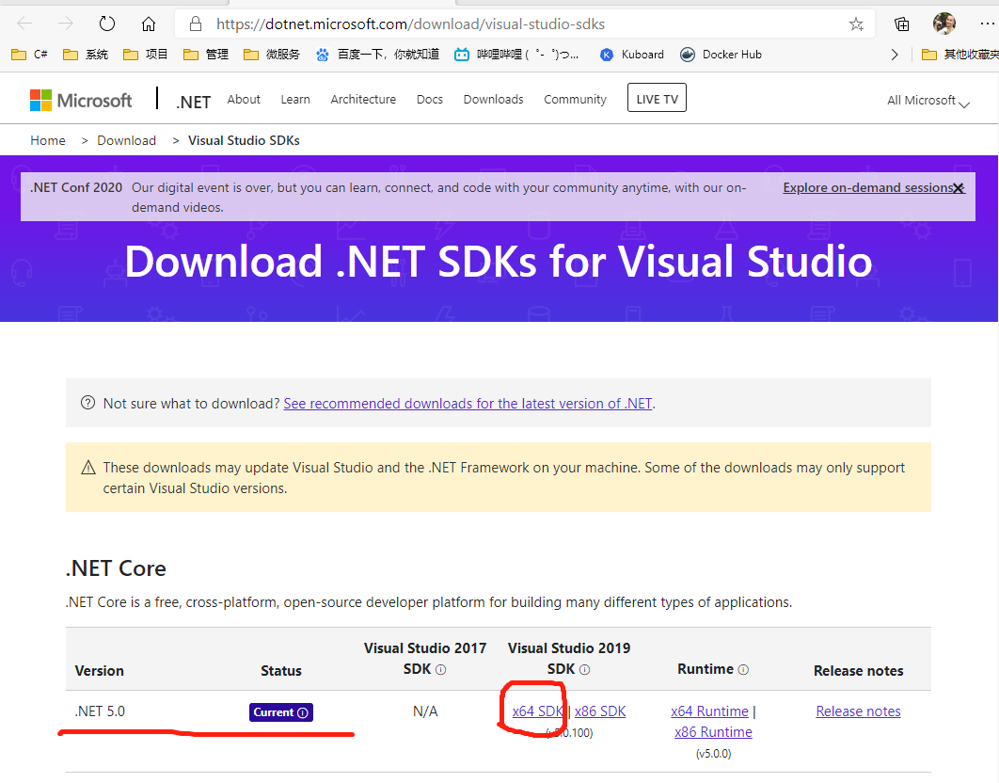 https://dotnet.microsoft.com/download/visual-studio-sdks
C# 系统 项目 管理 微服务 百度一下，你就知道 哔哩哔哩 ( ゜- ゜)つ... Kuboard Docker Hub 其他收藏夹
Microsoft .NET About Learn Architecture Docs Downloads Community LIVE TV All Microsoft
Home > Download > Visual Studio SDKs
.NET Conf 2020 Our digital event is over, but you can learn, connect, and code with your community anytime, with our on-demand videos. Explore on-demand sessions
Download .NET SDKs for Visual Studio
Not sure what to download? See recommended downloads for the latest version of .NET.
These downloads may update Visual Studio and the .NET Framework on your machine. Some of the downloads may only support
certain Visual Studio versions.
.NET Core
.NET Core is a free, cross-platform, open-source developer platform for building many different types of applications.
Version Status Visual Studio 2017 SDK Visual Studio 2019 SDK Runtime Release notes
.NET 5.0 Current N/A x64 SDK | x86 SDK x64 Runtime | Release notes
x86 Runtime
(v5.0.100)
(v5.0.0)